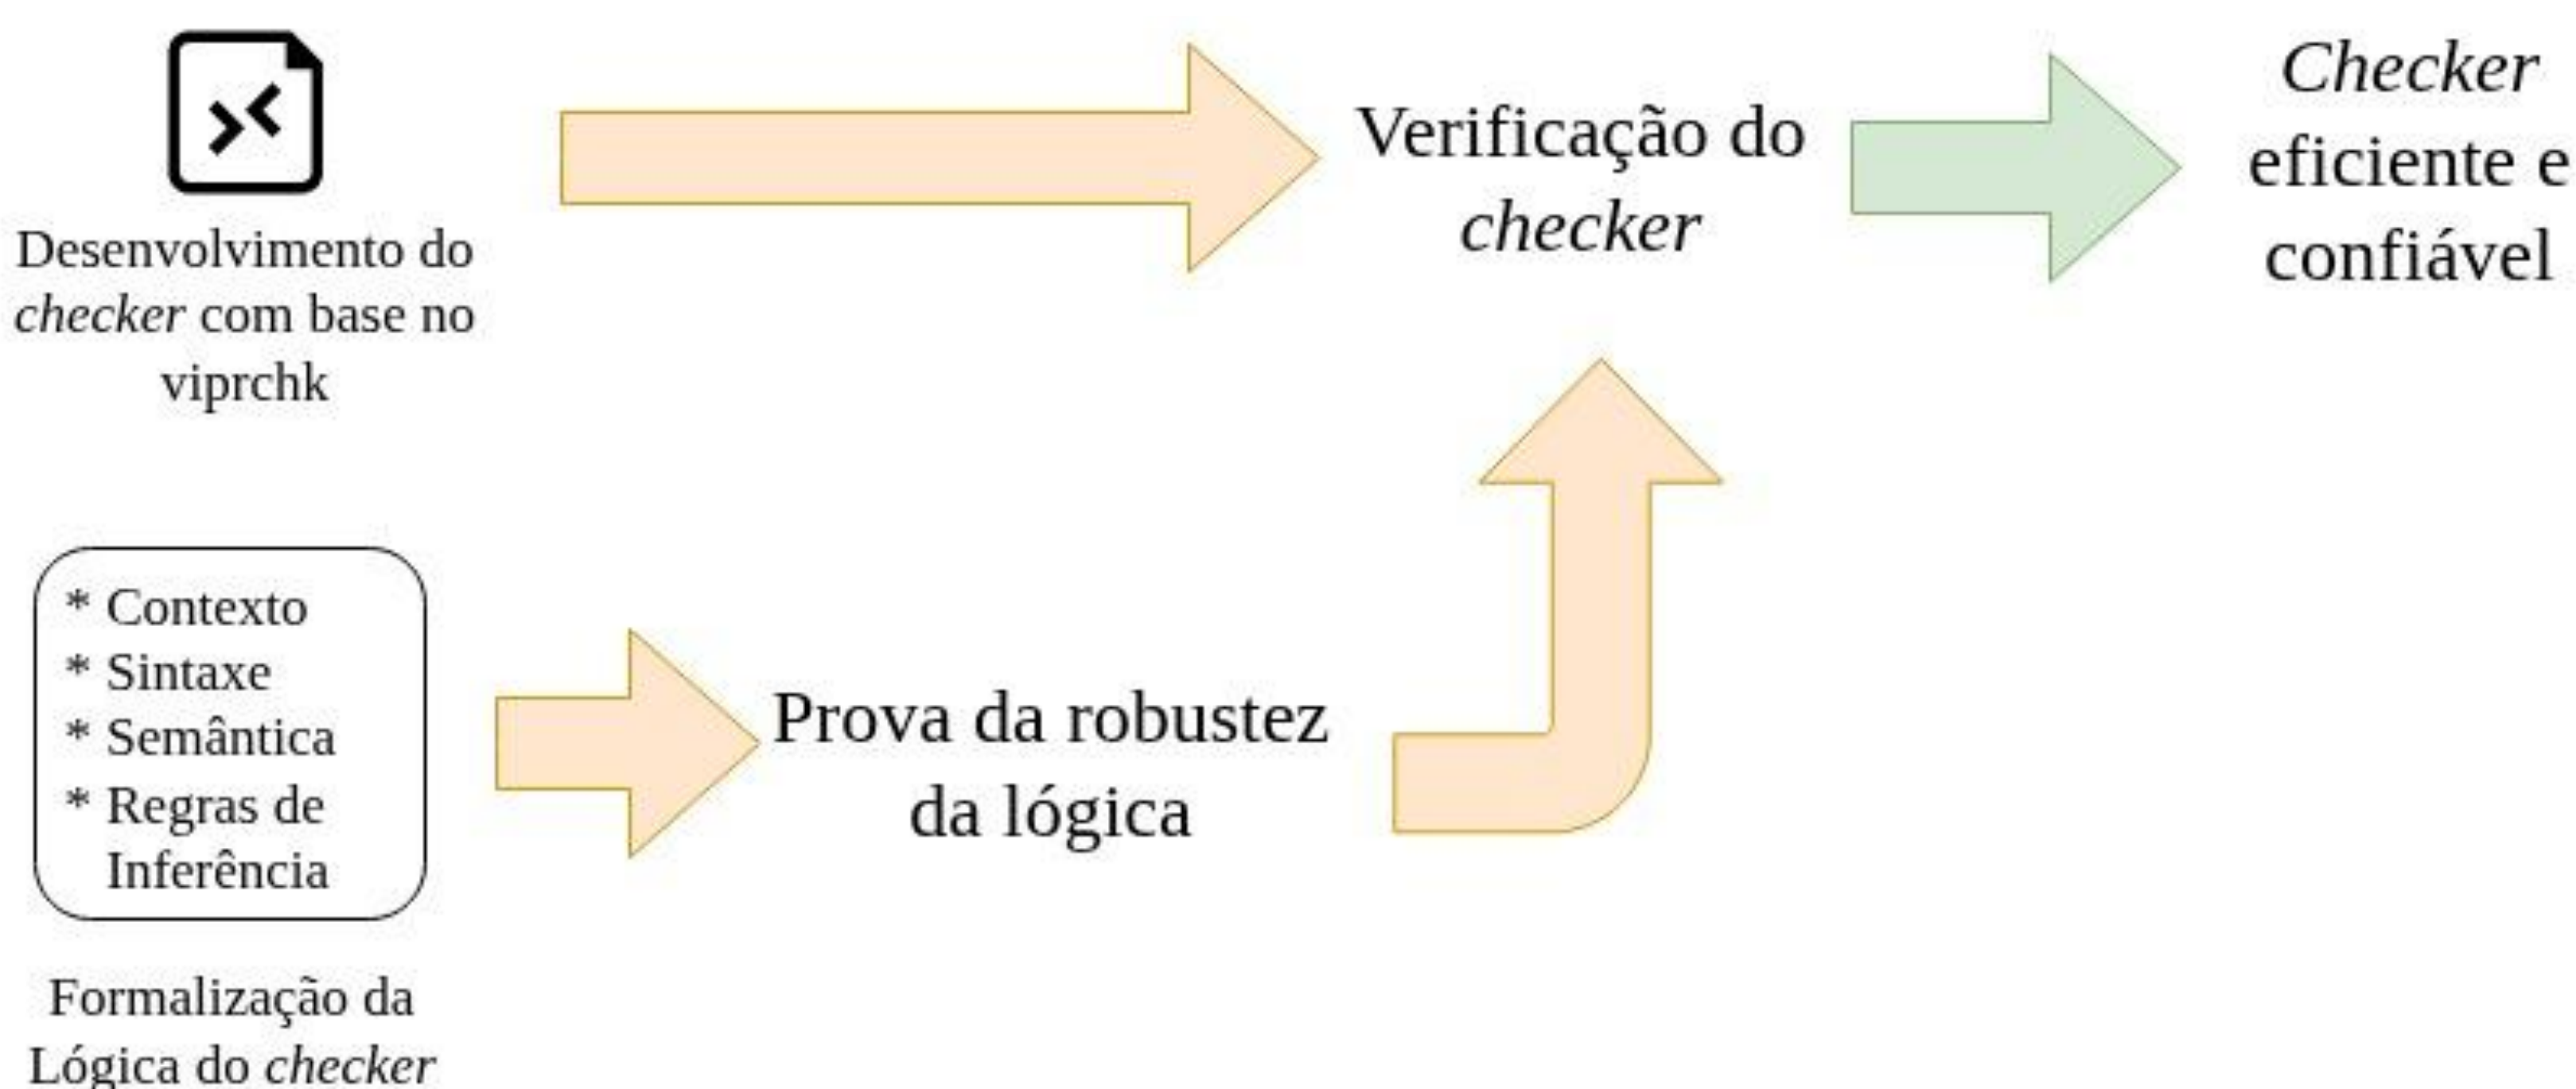 Desenvolvimento do
checker com base no
viprchk
Verificação do
checker
Checker
eficiente e
confiável
* Contexto
* Sintaxe
* Semântica
* Regras de
Inferência
Formalização da
Lógica do checker
Prova da robustez
da lógica